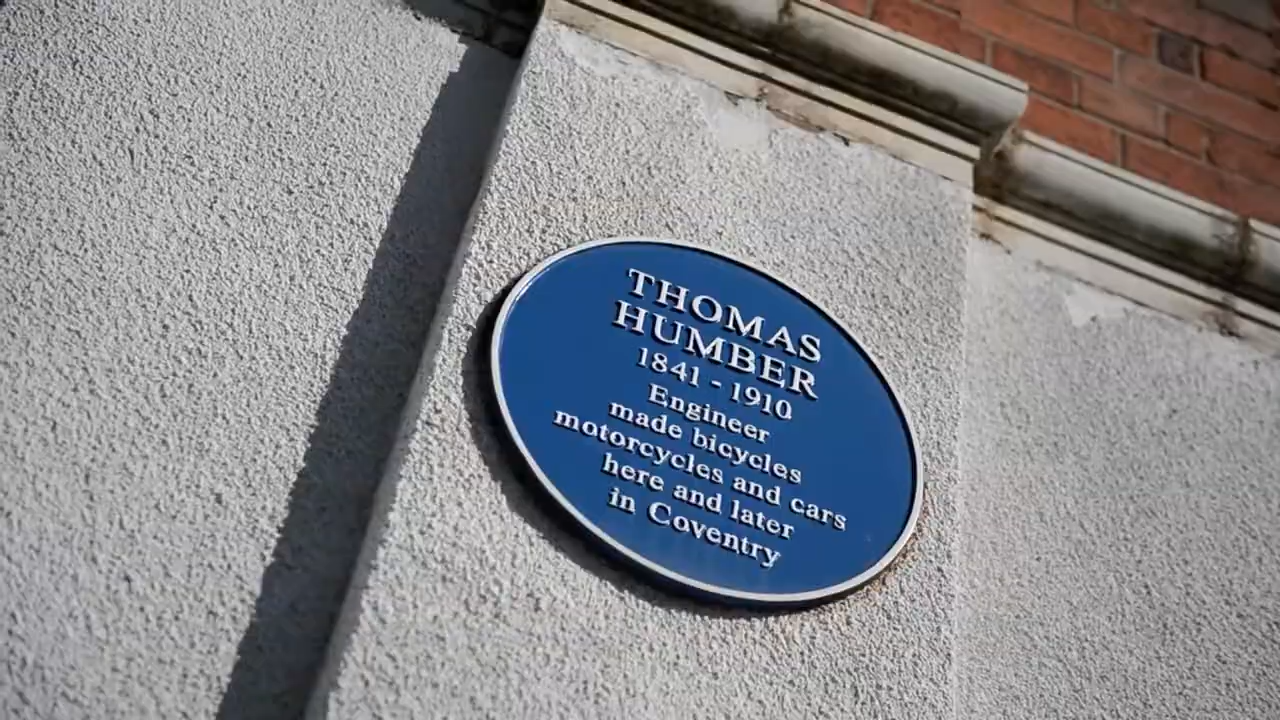 THOMAS
HUMBER
1841 - 1910
Engineer
made bicycles
motorcycles and cars
here and later
in Coventry